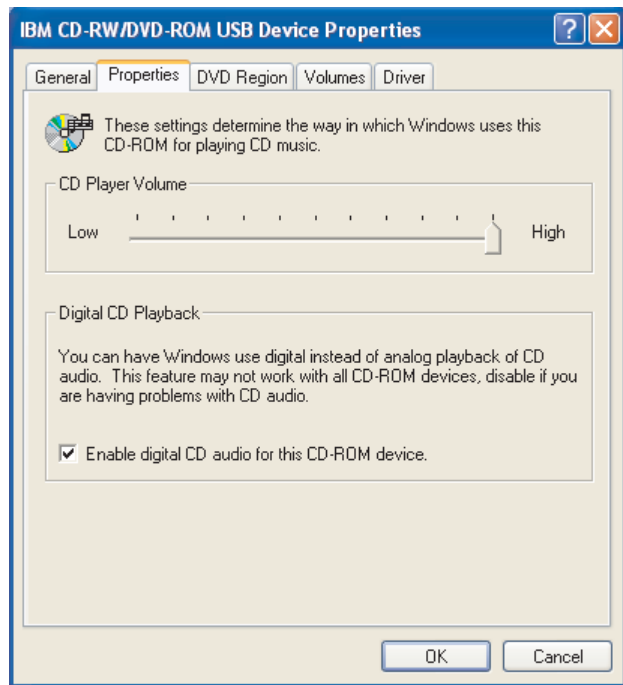 IBM CD-RW/DVD-ROM USB Device Properties
General Properties DVD Region Volumes Driver
These settings determine the way in which Windows uses this
CD-ROM for playing CD music.
CD Player Volume
Low High
Digital CD Playback
You can have Windows use digital instead of analog playback of CD
audio. This feature may not work with all CD-ROM devices, disable if you
are having problems with CD audio.
Enable digital CD audio for this CD-ROM device.
OK Cancel